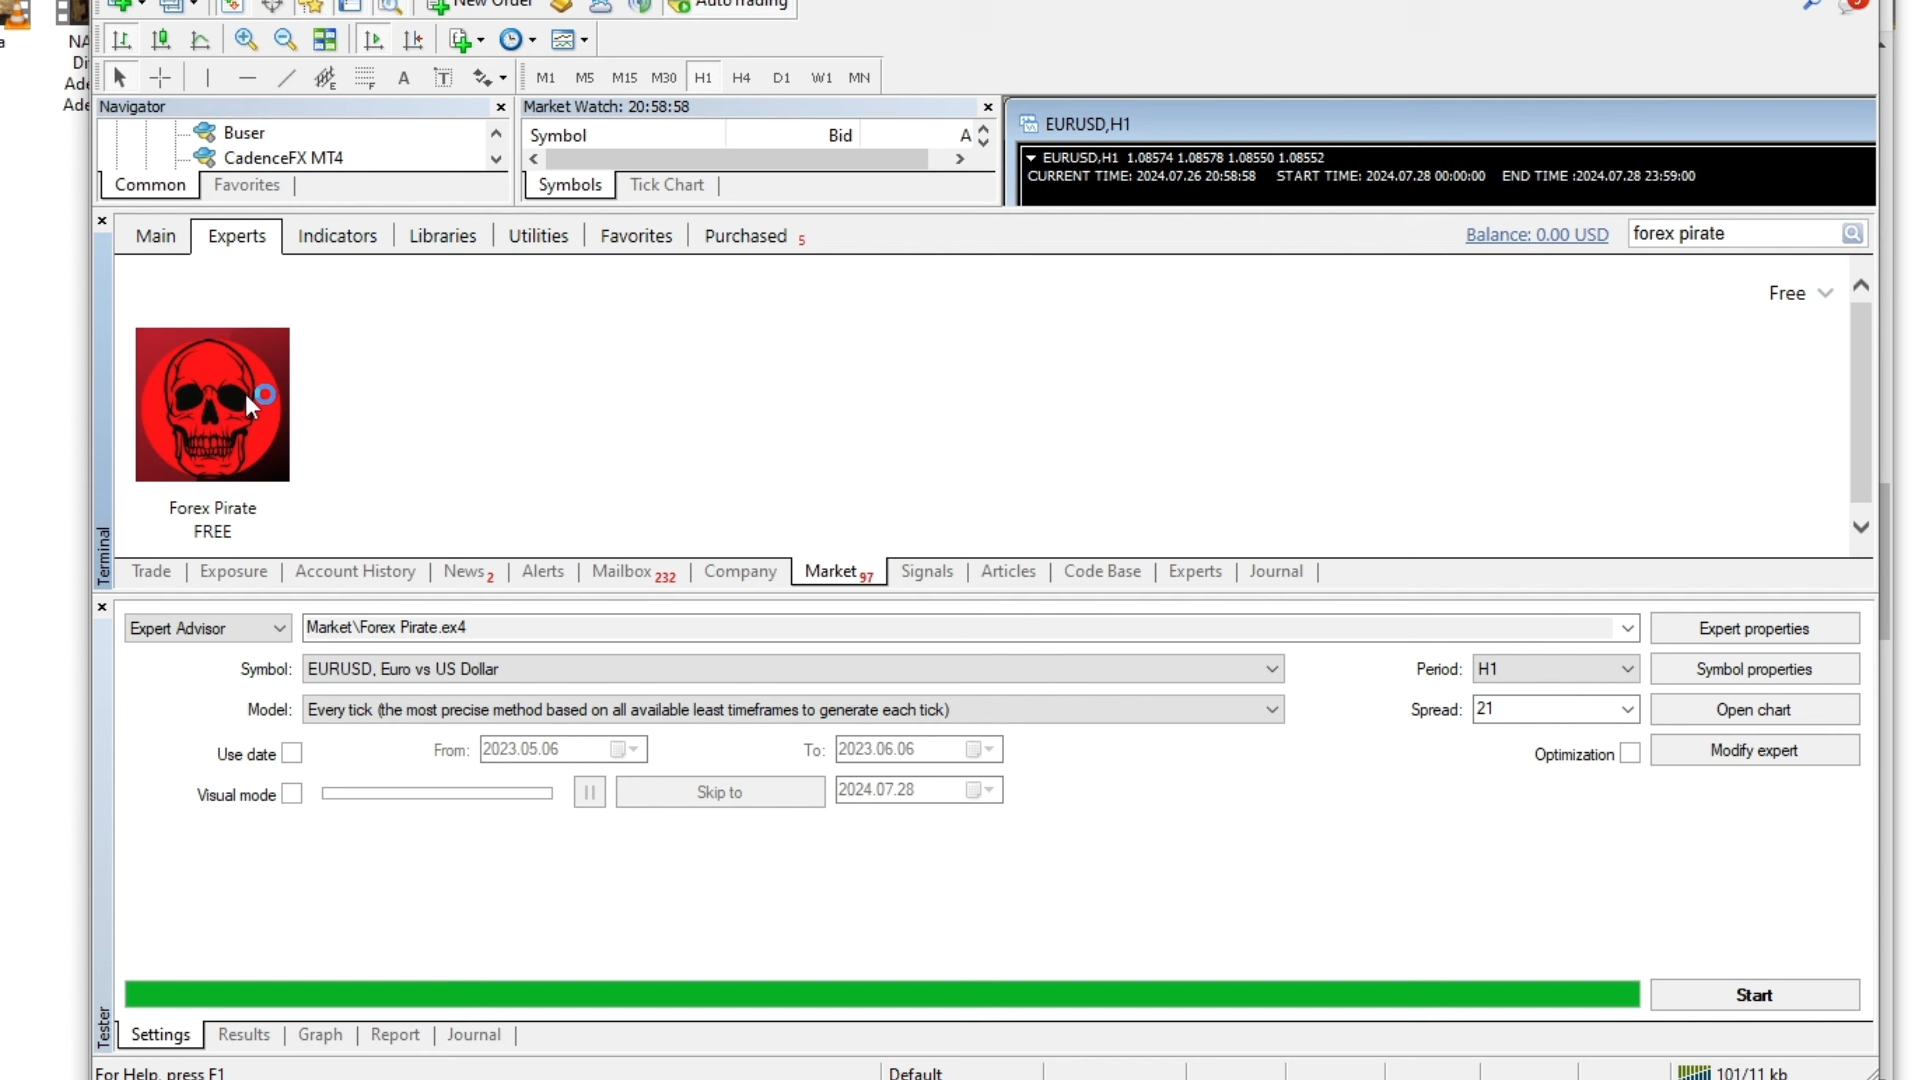 a
NA
Di
Ade
Ade
New Order
AutoTrading
A
T
E
F
M1 M5 M15 M30 H1 H4 D1 W1 MN
Navigator
Buser
CadenceFX MT4
Common Favorites
Market Watch: 20:58:58
Symbol Bid A
Symbols Tick Chart
EURUSD,H1
EURUSD,H1 1.08574 1.08578 1.08550 1.08552
CURRENT TIME: 2024.07.26 20:58:58 START TIME: 2024.07.28 00:00:00 END TIME :2024.07.28 23:59:00
Main Experts Indicators Libraries Utilities Favorites Purchased 5
Balance: 0.00 USD
forex pirate
Free
Forex Pirate
FREE
Terminal
Trade Exposure Account History News 2 Alerts Mailbox 232 Company Market 97 Signals Articles Code Base Experts Journal
Expert Advisor Market\Forex Pirate.ex4 Expert properties
Symbol: EURUSD, Euro vs US Dollar Period: H1 Symbol properties
Model: Every tick (the most precise method based on all available least timeframes to generate each tick) Spread: 21 Open chart
Use date From: 2023.05.06 To: 2023.06.06 Optimization Modify expert
Visual mode Skip to 2024.07.28
Start
Tester
Settings Results Graph Report Journal
For Help, press F1 Default 101/11 kb